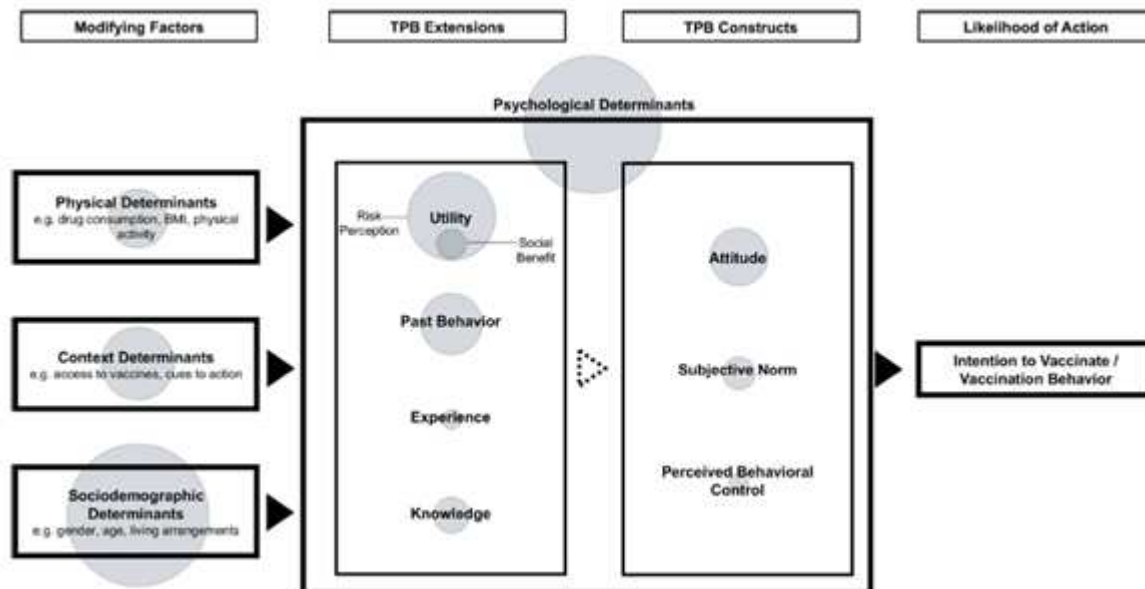 Modifying Factors
TPB Extensions
TPB Constructs
Likelihood of Action
Psychological Determinants
Physical Determinants
e.g. drug consumption, BMI, physical
activity
Context Determinants
e.g. access to vaccines, cues to action
Sociodemographic
Determinants
e.g. gender, age, living arrangements
Risk
Perception
Utility
Social
Benefit
Past Behavior
Experience
Knowledge
Attitude
Subjective Norm
Perceived Behavioral
Control
Intention to Vaccinate /
Vaccination Behavior